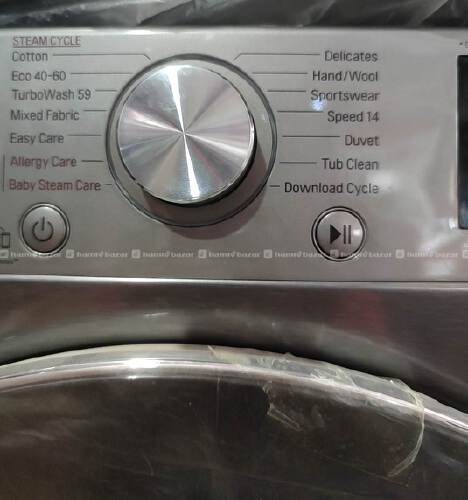 STEAM CYCLE
Cotton
Eco 40-60
TurboWash 59
Mixed Fabric
Easy Care
Allergy Care
Baby Steam Care
Delicates
Hand/Wool
Sportswear
Speed 14
Duvet
Tub Clean
Download Cycle